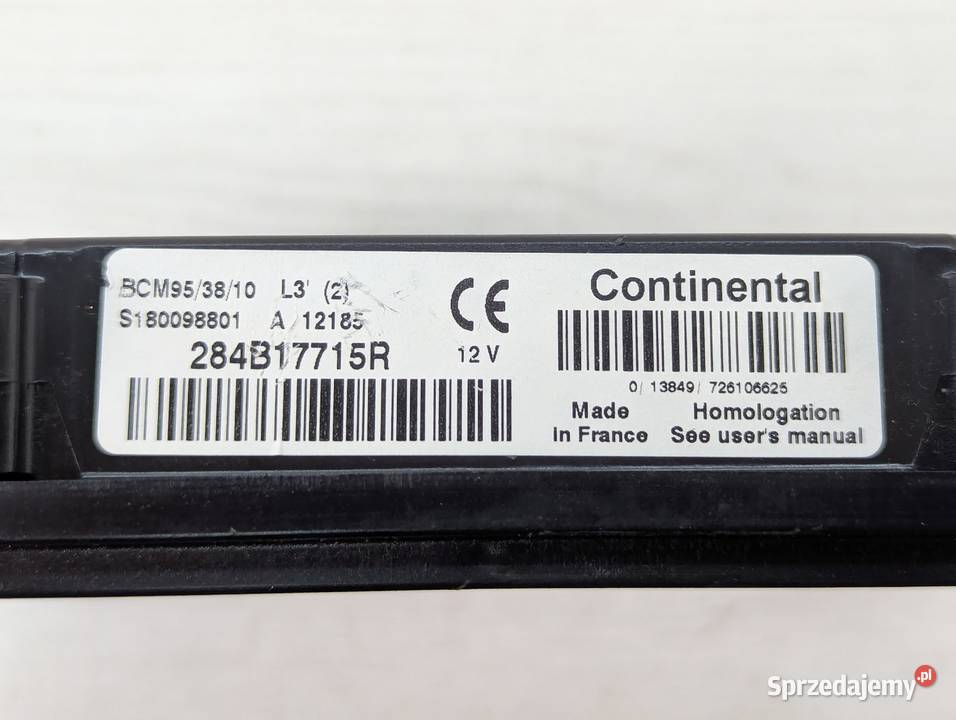 BCM95/38/10 L3' (2)
S180098801 A 12185
284B17715R
12 V
Continental
0/ 13849/ 726106625
Made Homologation
in France See user's manual
Sprzedajemy.pl